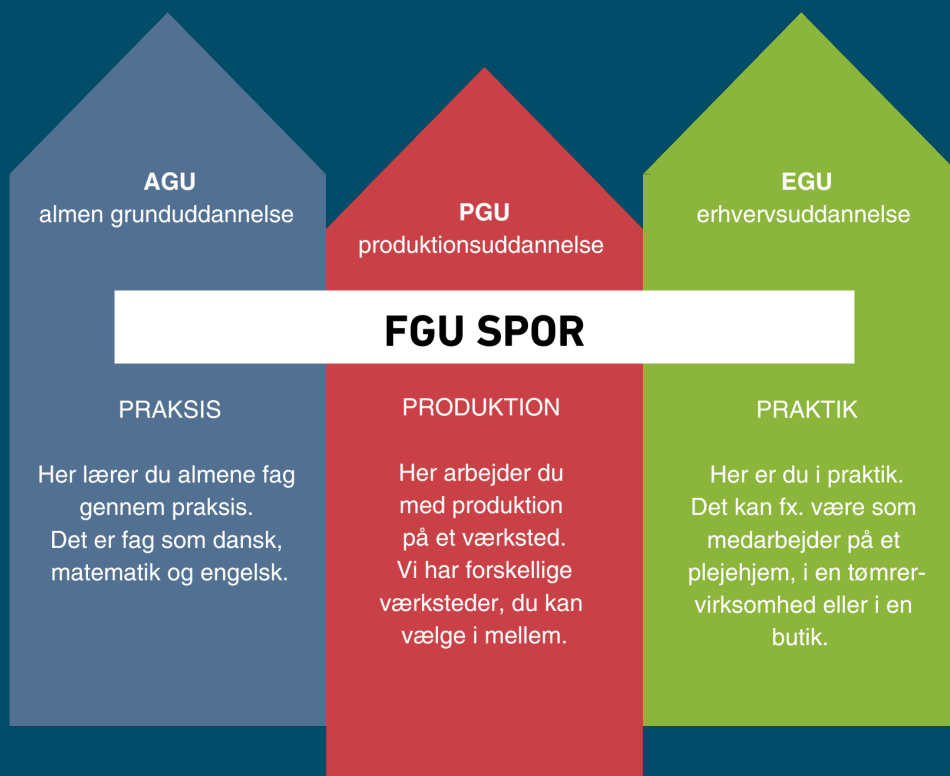 AGU
almen grunduddannelse
PGU
produktionsuddannelse
EGU
erhvervsuddannelse
FGU SPOR
PRAKSIS
Her lærer du almene fag
gennem praksis.
Det er fag som dansk,
matematik og engelsk.
PRODUKTION
Her arbejder du
med produktion
på et værksted.
Vi har forskellige
værksteder, du kan
vælge i mellem.
PRAKTIK
Her er du i praktik.
Det kan fx. være som
medarbejder på et
plejehjem, i en tømrer-
virksomhed eller i en
butik.